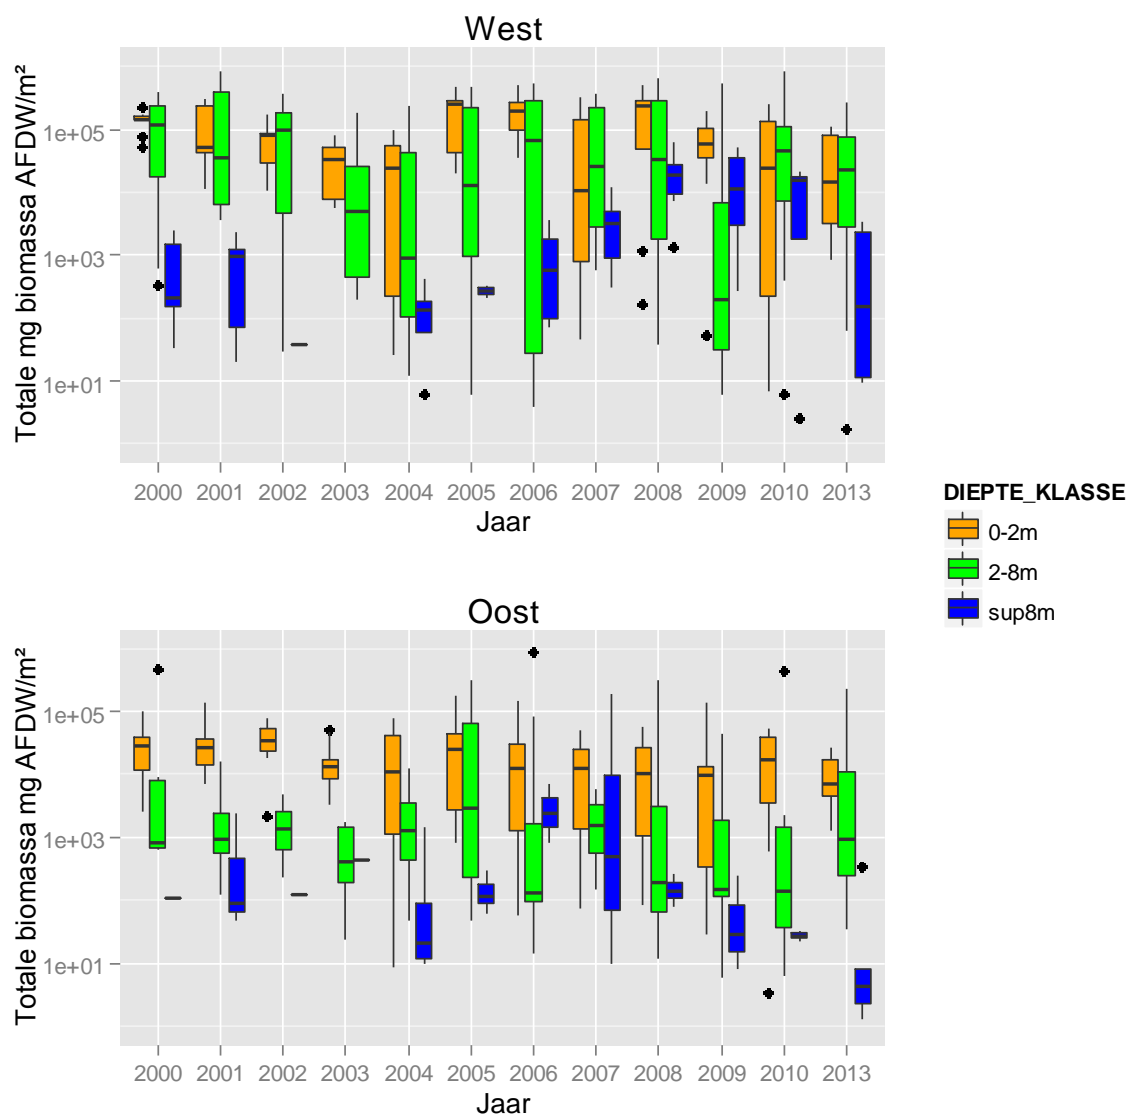 West
Totale mg biomassa AFDW/m²
1e+05
1e+03
1e+01
2000 2001 2002 2003 2004 2005 2006 2007 2008 2009 2010 2013
Jaar
DIEPTE_KLASSE
0-2m
2-8m
sup8m
Oost
Totale biomassa mg AFDW/m²
1e+05
1e+03
1e+01
2000 2001 2002 2003 2004 2005 2006 2007 2008 2009 2010 2013
Jaar